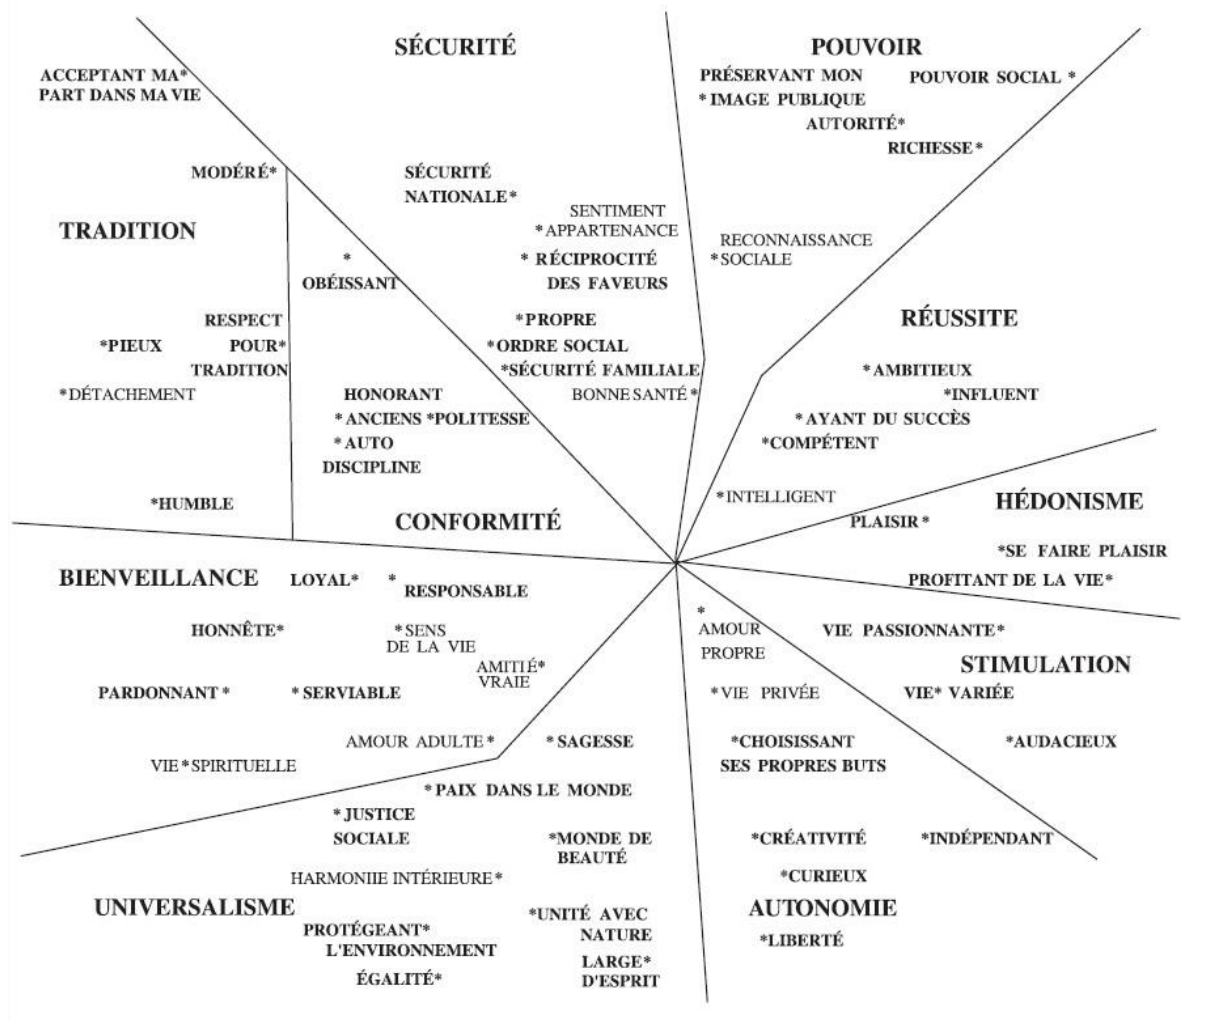 SÉCURITÉ
POUVOIR
ACCEPTANT MA*
PART DANS MA VIE
PRÉSERVANT MON
* IMAGE PUBLIQUE
POUVOIR SOCIAL *
AUTORITÉ*
RICHESSE *
MODÉRÉ*
SÉCURITÉ
NATIONALE *
SENTIMENT
* APPARTENANCE
TRADITION
RECONNAISSANCE
* SOCIALE
*
OBÉISSANT
* RÉCIPROCITÉ
DES FAVEURS
RÉUSSITE
RESPECT
POUR*
TRADITION
*PIEUX
*PROPRE
*ORDRE SOCIAL
*SÉCURITÉ FAMILIALE
BONNE SANTÉ *
* AMBITIEUX
*INFLUENT
* AYANT DU SUCCÈS
*COMPÉTENT
*DÉTACHEMENT
HONORANT
* ANCIENS *POLITESSE
* AUTO
DISCIPLINE
*HUMBLE
CONFORMITÉ
*INTELLIGENT
HÉDONISME
PLAISIR *
*SE FAIRE PLAISIR
PROFITANT DE LA VIE*
BIENVEILLANCE
LOYAL*
*
RESPONSABLE
HONNÊTE*
*SENS
DE LA VIE
AMITIÉ*
VRAIE
*
AMOUR
PROPRE
VIE PASSIONNANTE*
STIMULATION
PARDONNANT *
* SERVIABLE
* VIE PRIVÉE
VIE* VARIÉE
AMOUR ADULTE *
* SAGESSE
*CHOISISSANT
SES PROPRES BUTS
*AUDACIEUX
VIE *SPIRITUELLE
* PAIX DANS LE MONDE
* JUSTICE
SOCIALE
*MONDE DE
BEAUTÉ
*CRÉATIVITÉ
*INDÉPENDANT
HARMONIIE INTÉRIEURE *
*CURIEUX
UNIVERSALISME
AUTONOMIE
PROTÉGEANT*
L'ENVIRONNEMENT
*UNITÉ AVEC
NATURE
*LIBERTÉ
ÉGALITÉ*
LARGE*
D'ESPRIT